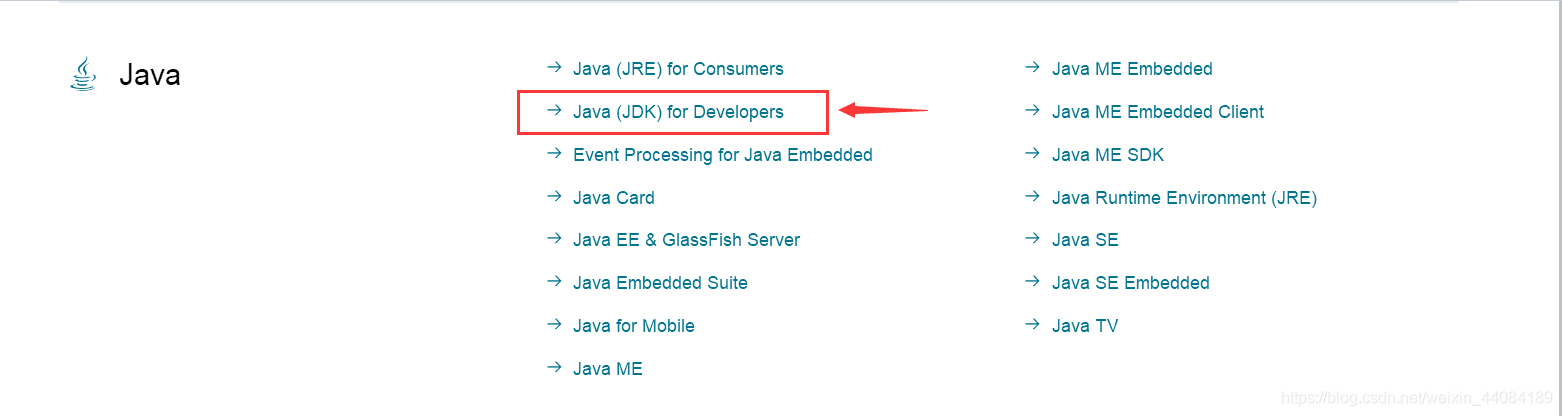 Java
Java (JRE) for Consumers
Java (JDK) for Developers
Event Processing for Java Embedded
Java Card
Java EE & GlassFish Server
Java Embedded Suite
Java for Mobile
Java ME
Java ME Embedded
Java ME Embedded Client
Java ME SDK
Java Runtime Environment (JRE)
Java SE
Java SE Embedded
Java TV
https://blog.csdn.net/weixin_44084189